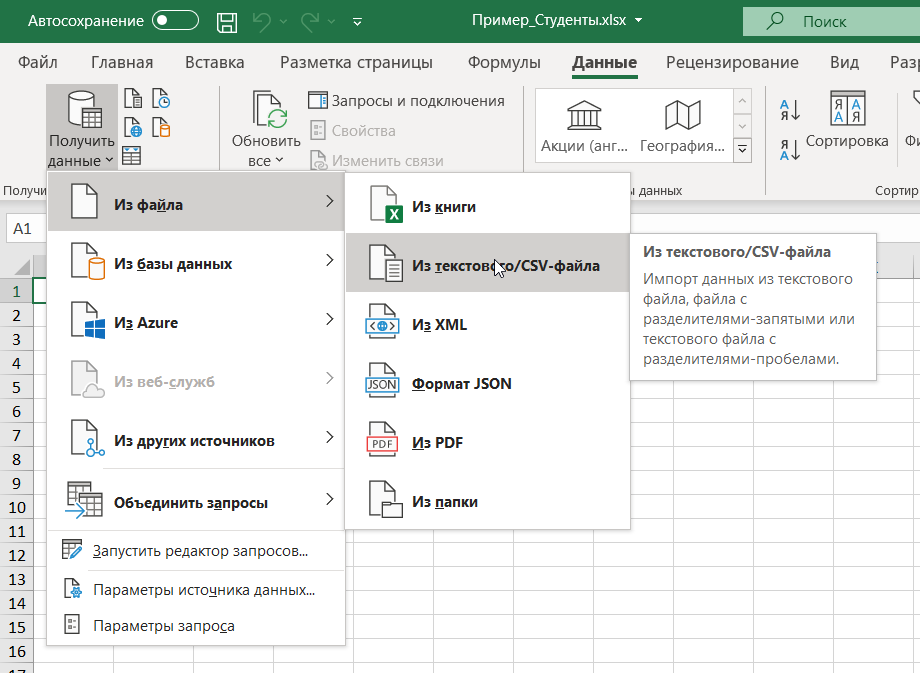 Автосохранение
Пример_Студенты.xlsx
Поиск
Файл Главная Вставка Разметка страницы Формулы Данные Рецензирование Вид
Получить данные
Обновить все
Запросы и подключения
Свойства
Изменить связи
Акции (анг... География...
Сортировка
данных
A1
Из файла
Из базы данных
Из Azure
Из веб-служб
Из других источников
Объединить запросы
Запустить редактор запросов...
Параметры источника данных...
Параметры запроса
Из книги
Из текстового/CSV-файла
Из XML
JSON
Формат JSON
PDF
Из PDF
Из папки
Из текстового/CSV-файла
Импорт данных из текстового
файла, файла с
разделителями-запятыми или
текстового файла с
разделителями-пробелами.
1
2
3
4
5
6
7
8
9
10
11
12
13
14
15
16